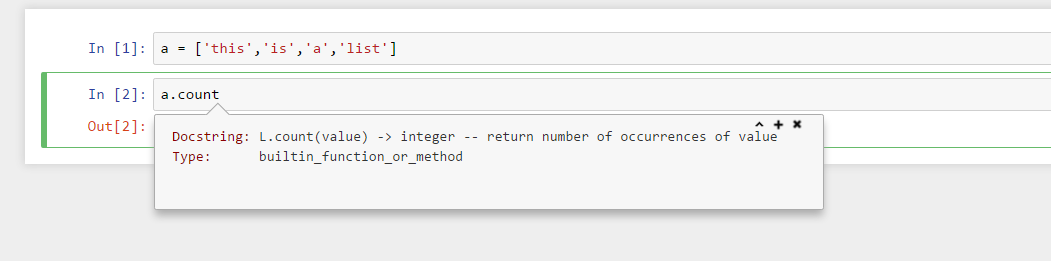 In [1]: a = ['this','is','a','list']
In [2]: a.count
Out[2]:
Docstring: L.count(value) -> integer -- return number of occurrences of value
Type:      builtin_function_or_method